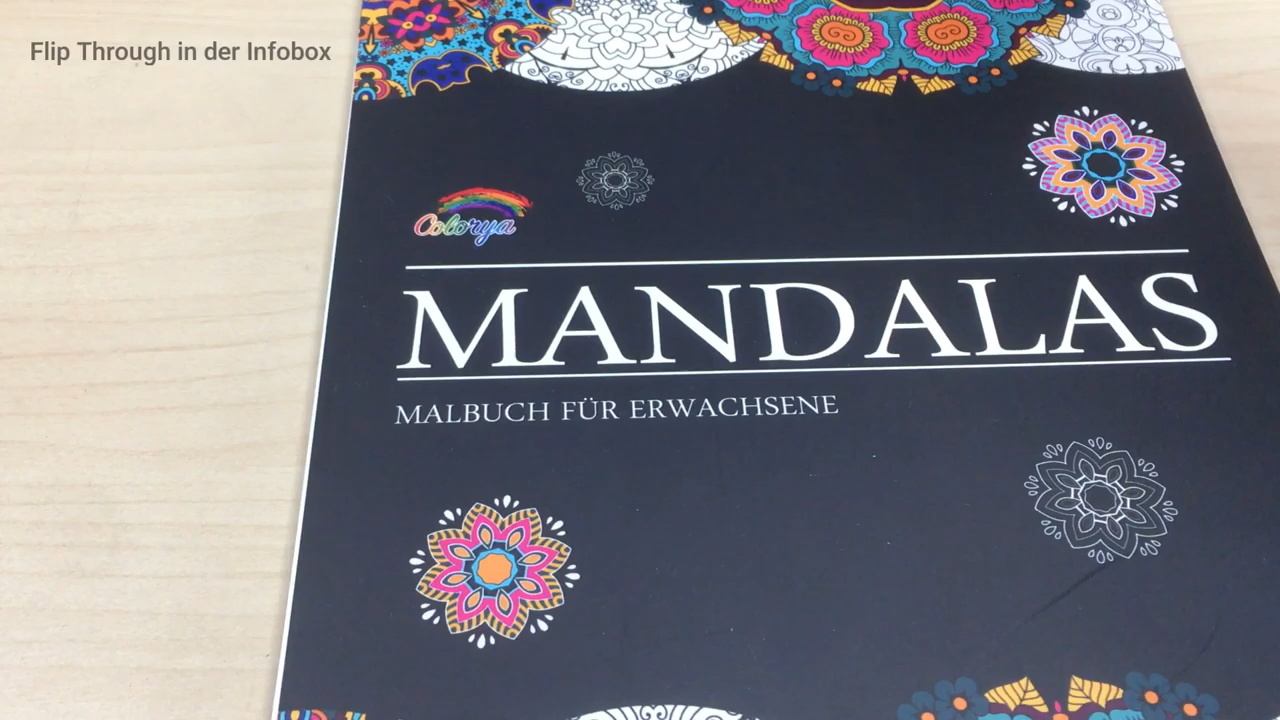 Flip Through in der Infobox
Colorya
MANDALAS
MALBUCH FÜR ERWACHSENE